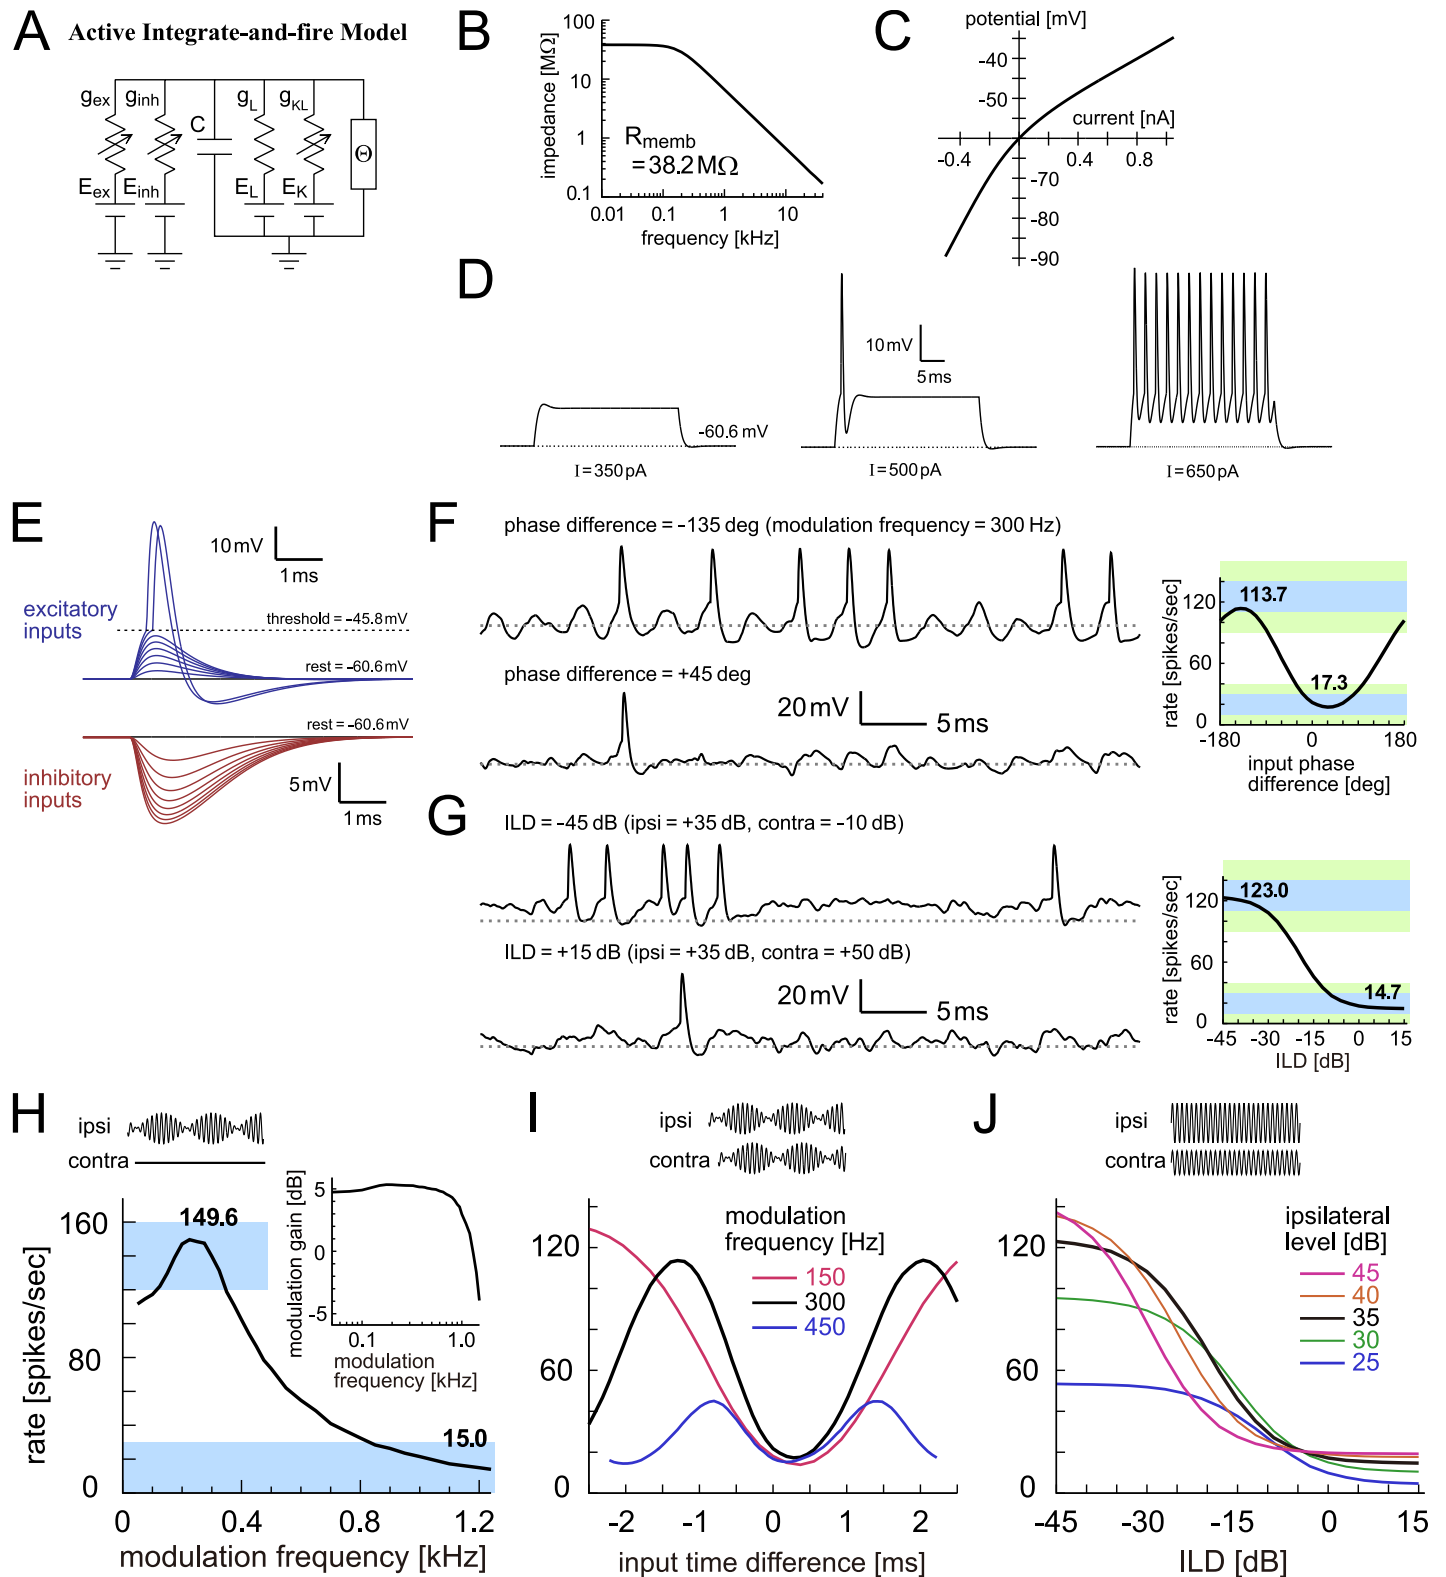 A Active Integrate-and-fire Model
gex ginh C gL gKL Θ
Eex Einh EL EK
B
impedance [MΩ]
100
10
1
0.1
Rmemb
=38.2MΩ
0.01 0.1 1 10
frequency [kHz]
C
potential [mV]
-40
-50
current [nA]
-0.4 0.4 0.8
-70
-80
-90
D
10mV
5ms
-60.6mV
I=350pA
I=500pA
I=650pA
E
10mV
1ms
excitatory
inputs
threshold = -45.8mV
rest = -60.6mV
rest = -60.6mV
inhibitory
inputs
5mV
1ms
F
phase difference = -135 deg (modulation frequency = 300 Hz)
phase difference = +45 deg
20mV
5ms
rate [spikes/sec]
120
60
0
113.7
17.3
-180 0 180
input phase
difference [deg]
G
ILD = -45 dB (ipsi = +35 dB, contra = -10 dB)
ILD = +15 dB (ipsi = +35 dB, contra = +50 dB)
20mV
5ms
rate [spikes/sec]
120
60
0
123.0
14.7
-45 -30 -15 0 15
ILD [dB]
H
ipsi
contra
rate [spikes/sec]
160
80
0
149.6
15.0
0 0.4 0.8 1.2
modulation frequency [kHz]
modulation gain [dB]
5
0
-5
0.1 1.0
modulation
frequency [kHz]
I
ipsi
contra
modulation
frequency [Hz]
150
300
450
120
60
0
-2 -1 0 1 2
input time difference [ms]
J
ipsi
contra
ipsilateral
level [dB]
45
40
35
30
25
120
60
0
-45 -30 -15 0 15
ILD [dB]